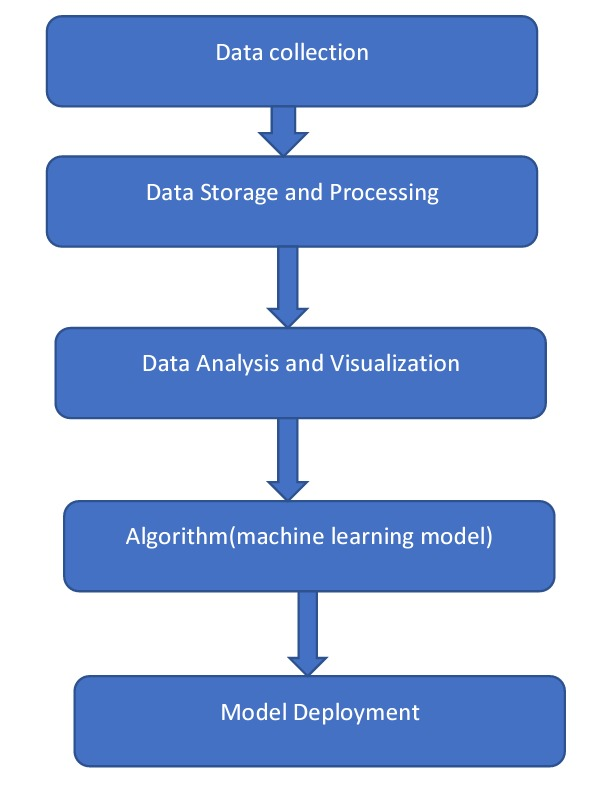 Data collection
Data Storage and Processing
Data Analysis and Visualization
Algorithm(machine learning model)
Model Deployment